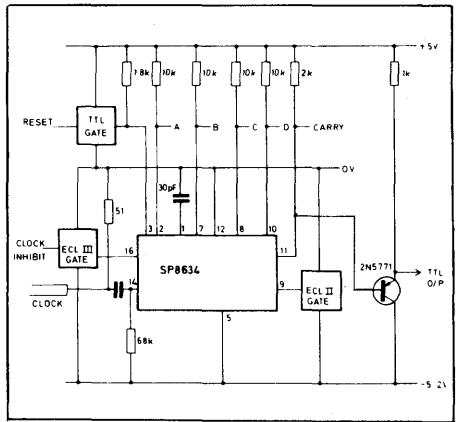 +5V
1.8k
10k
10k
10k
10k
2k
1k
RESET
TTL
GATE
A
B
C
D
CARRY
0V
30pF
51
3
2
1
7
12
8
10
CLOCK
INHIBIT
ECL III
GATE
16
11
SP8634
2N5771
TTL
O/P
14
9
ECL II
GATE
CLOCK
5
68k
-5.2V